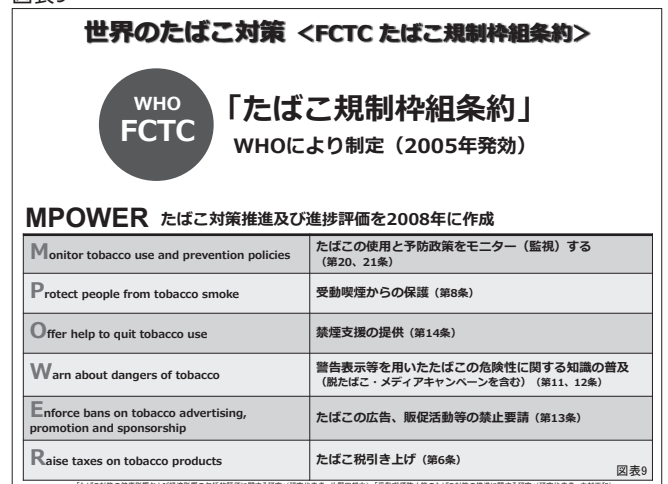 世界のたばこ対策 <FCTC たばこ規制枠組条約>
WHO
FCTC
「たばこ規制枠組条約」
WHOにより制定（2005年発効）
MPOWER たばこ対策推進及び進捗評価を2008年に作成
Monitor tobacco use and prevention policies
たばこの使用と予防政策をモニター（監視）する
（第20、21条）
Protect people from tobacco smoke
受動喫煙からの保護（第8条）
Offer help to quit tobacco use
禁煙支援の提供（第14条）
Warn about dangers of tobacco
警告表示等を用いたたばこの危険性に関する知識の普及
（脱たばこ・メディアキャンペーンを含む）（第11、12条）
Enforce bans on tobacco advertising,
promotion and sponsorship
たばこの広告、販促活動等の禁止要請（第13条）
Raise taxes on tobacco products
たばこ税引き上げ（第6条）
図表9